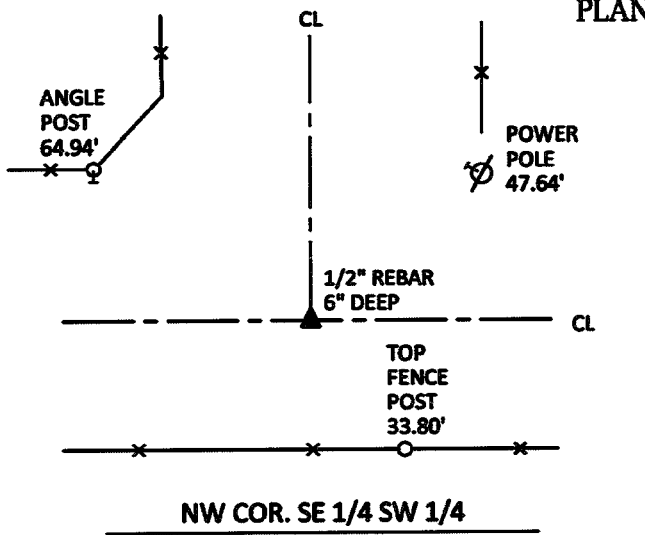 PLAN
CL
ANGLE
POST
64.94'
POWER
POLE
47.64'
1/2" REBAR
6" DEEP
CL
TOP
FENCE
POST
33.80'
NW COR. SE 1/4 SW 1/4